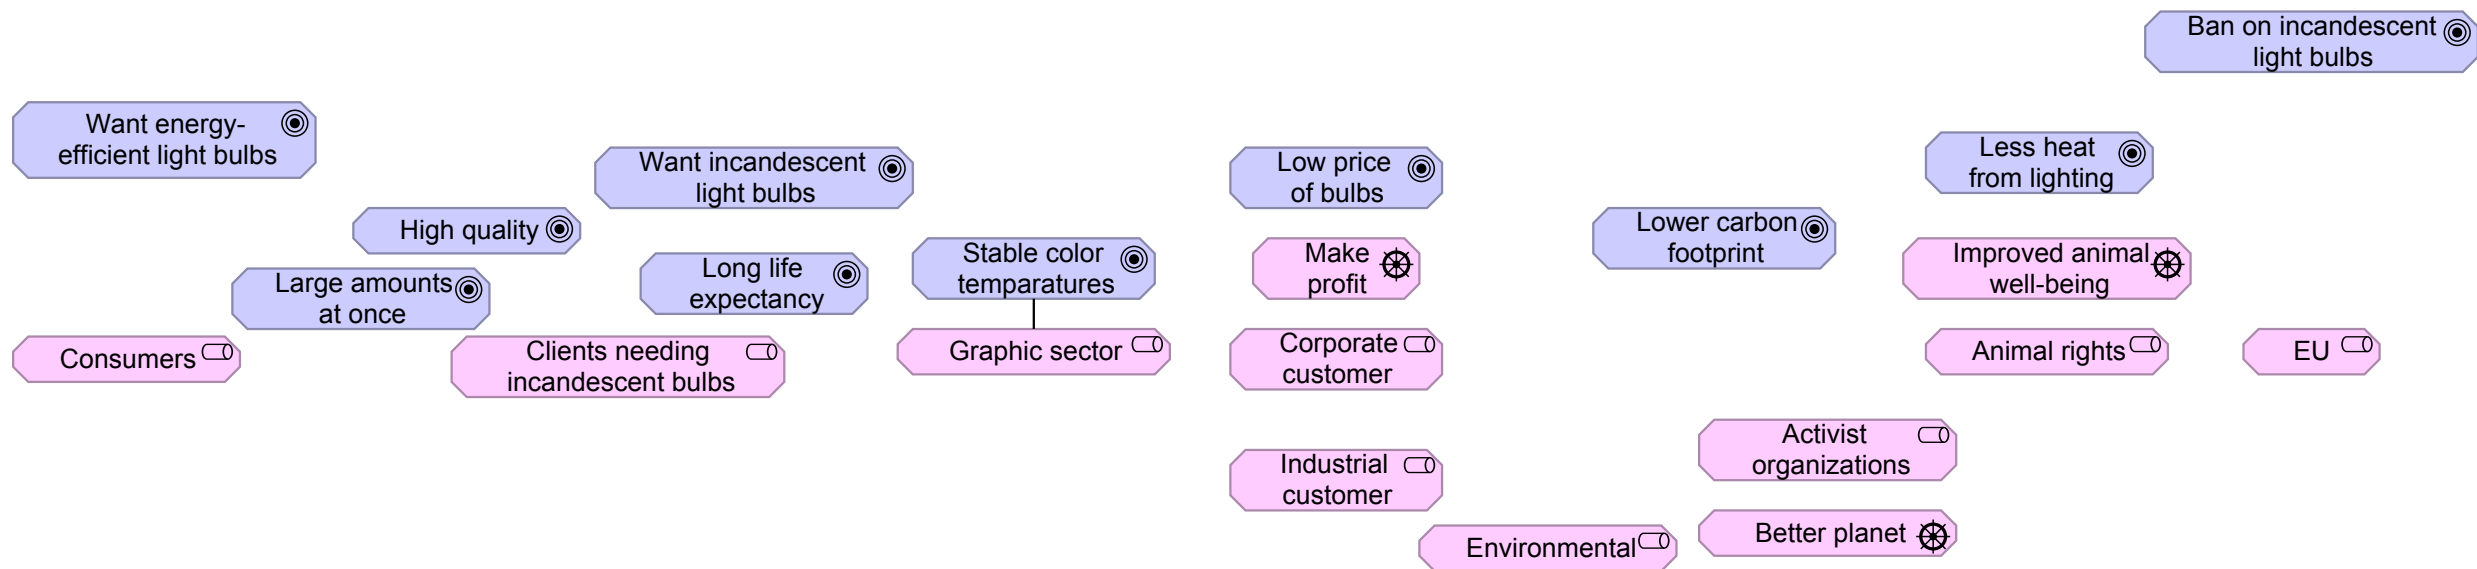 Ban on incandescent
light bulbs
Want energy-
efficient light bulbs
Want incandescent
light bulbs
Low price
of bulbs
Less heat
from lighting
High quality
Lower carbon
footprint
Large amounts
at once
Long life
expectancy
Stable color
temparatures
Make
profit
Improved animal
well-being
Consumers
Clients needing
incandescent bulbs
Graphic sector
Corporate
customer
Animal rights
EU
Activist
organizations
Industrial
customer
Environmental
Better planet